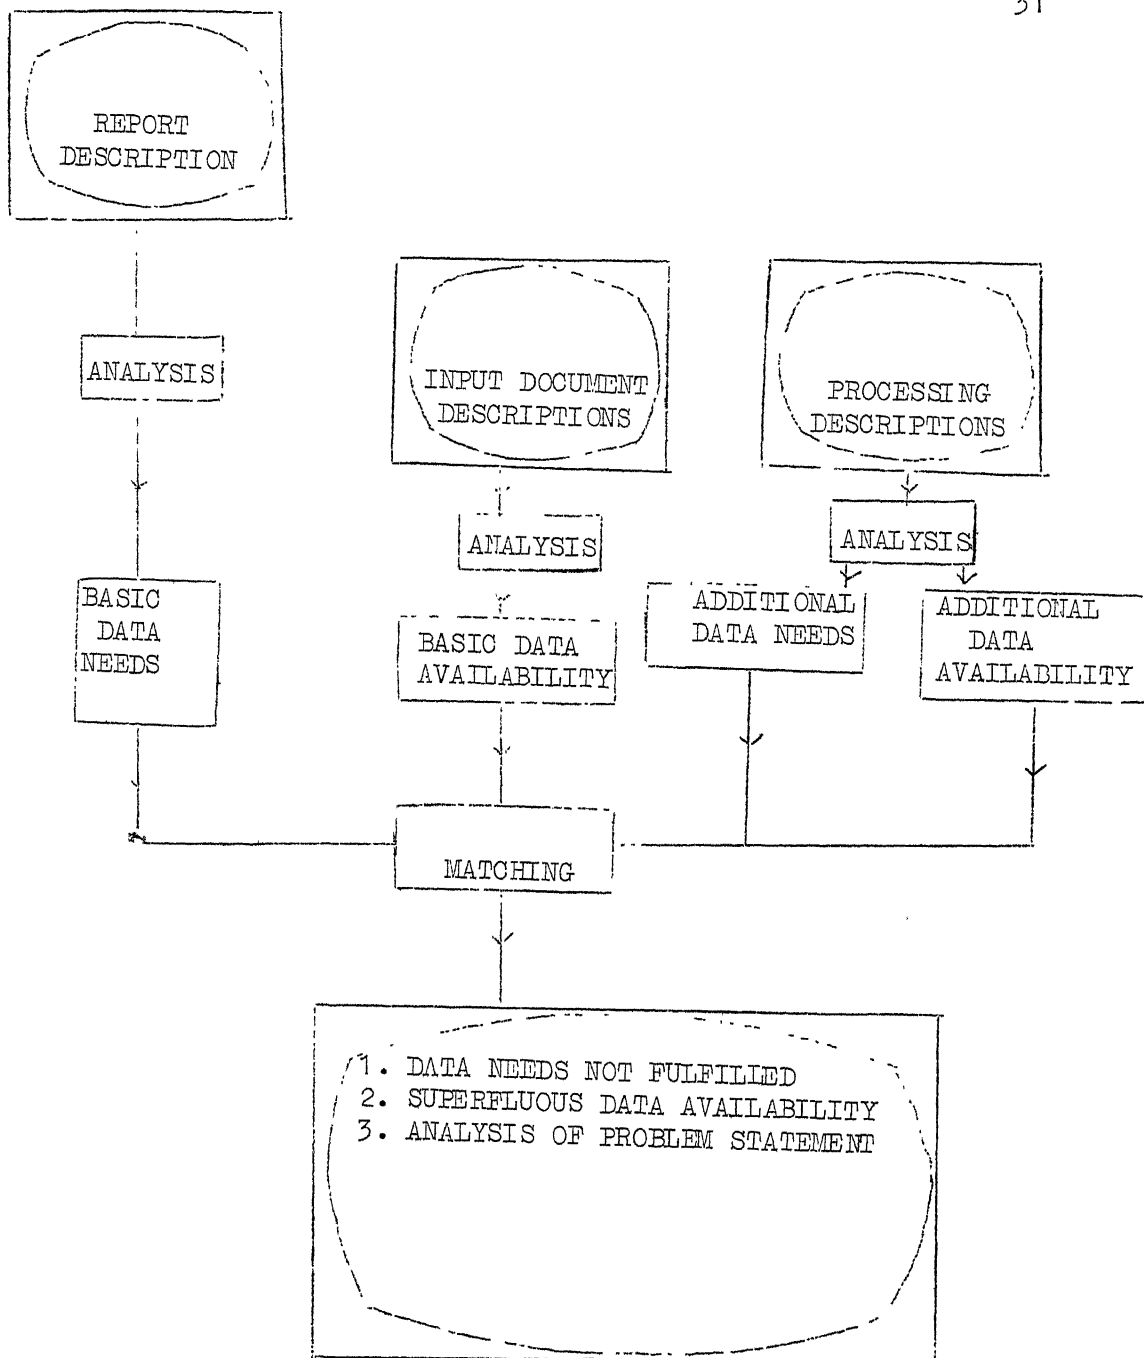 31
REPORT
DESCRIPTION
ANALYSIS
INPUT DOCUMENT
DESCRIPTIONS
PROCESSING
DESCRIPTIONS
ANALYSIS
ANALYSIS
BASIC
DATA
NEEDS
BASIC DATA
AVAILABILITY
ADDITIONAL
DATA NEEDS
ADDITIONAL
DATA
AVAILABILITY
MATCHING
1. DATA NEEDS NOT FULFILLED
2. SUPERFLUOUS DATA AVAILABILITY
3. ANALYSIS OF PROBLEM STATEMENT